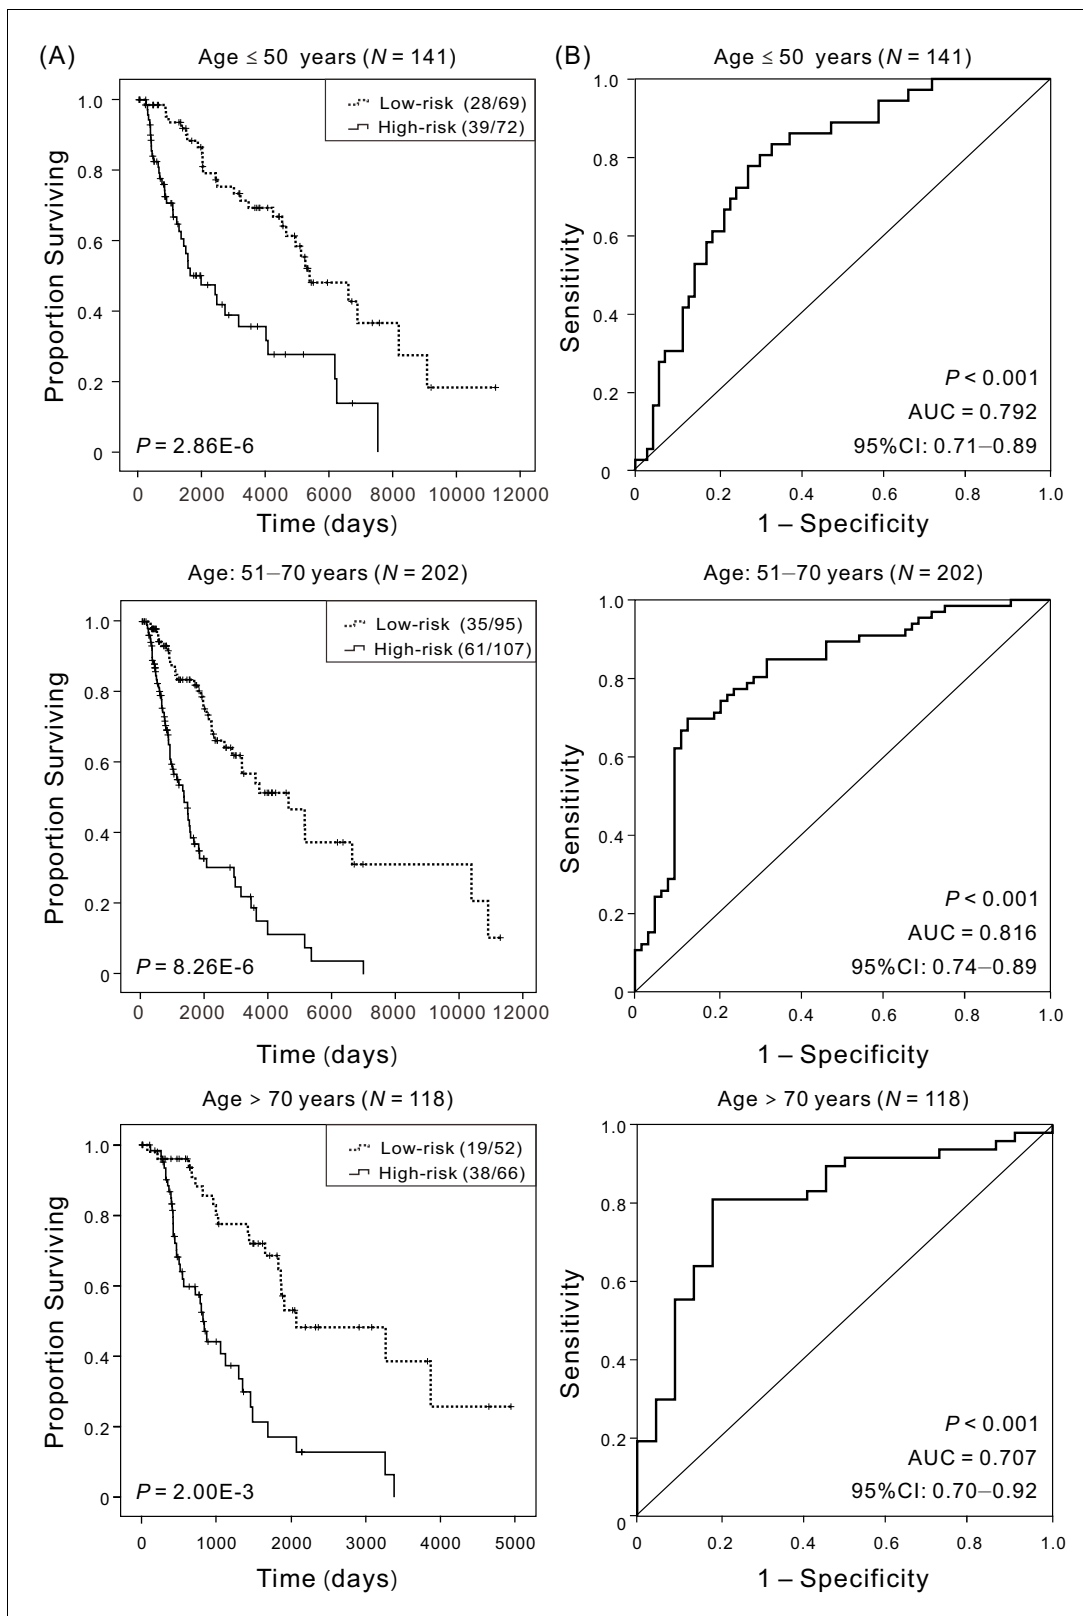 (A)
Age ≤ 50 years (N = 141)
Low-risk (28/69)
High-risk (39/72)
1.0
0.8
0.6
0.4
0.2
0
Proportion Surviving
P = 2.86E-6
0 2000 4000 6000 8000 10000 12000
Time (days)
(B)
Age ≤ 50 years (N = 141)
1.0
0.8
0.6
0.4
0.2
0
Sensitivity
P < 0.001
AUC = 0.792
95%CI: 0.71–0.89
0 0.2 0.4 0.6 0.8 1.0
1 – Specificity
Age: 51–70 years (N = 202)
Low-risk (35/95)
High-risk (61/107)
1.0
0.8
0.6
0.4
0.2
0
Proportion Surviving
P = 8.26E-6
0 2000 4000 6000 8000 10000 12000
Time (days)
Age: 51–70 years (N = 202)
1.0
0.8
0.6
0.4
0.2
0
Sensitivity
P < 0.001
AUC = 0.816
95%CI: 0.74–0.89
0 0.2 0.4 0.6 0.8 1.0
1 – Specificity
Age > 70 years (N = 118)
Low-risk (19/52)
High-risk (38/66)
1.0
0.8
0.6
0.4
0.2
0
Proportion Surviving
P = 2.00E-3
0 1000 2000 3000 4000 5000
Time (days)
Age > 70 years (N = 118)
1.0
0.8
0.6
0.4
0.2
0
Sensitivity
P < 0.001
AUC = 0.707
95%CI: 0.70–0.92
0 0.2 0.4 0.6 0.8 1.0
1 – Specificity